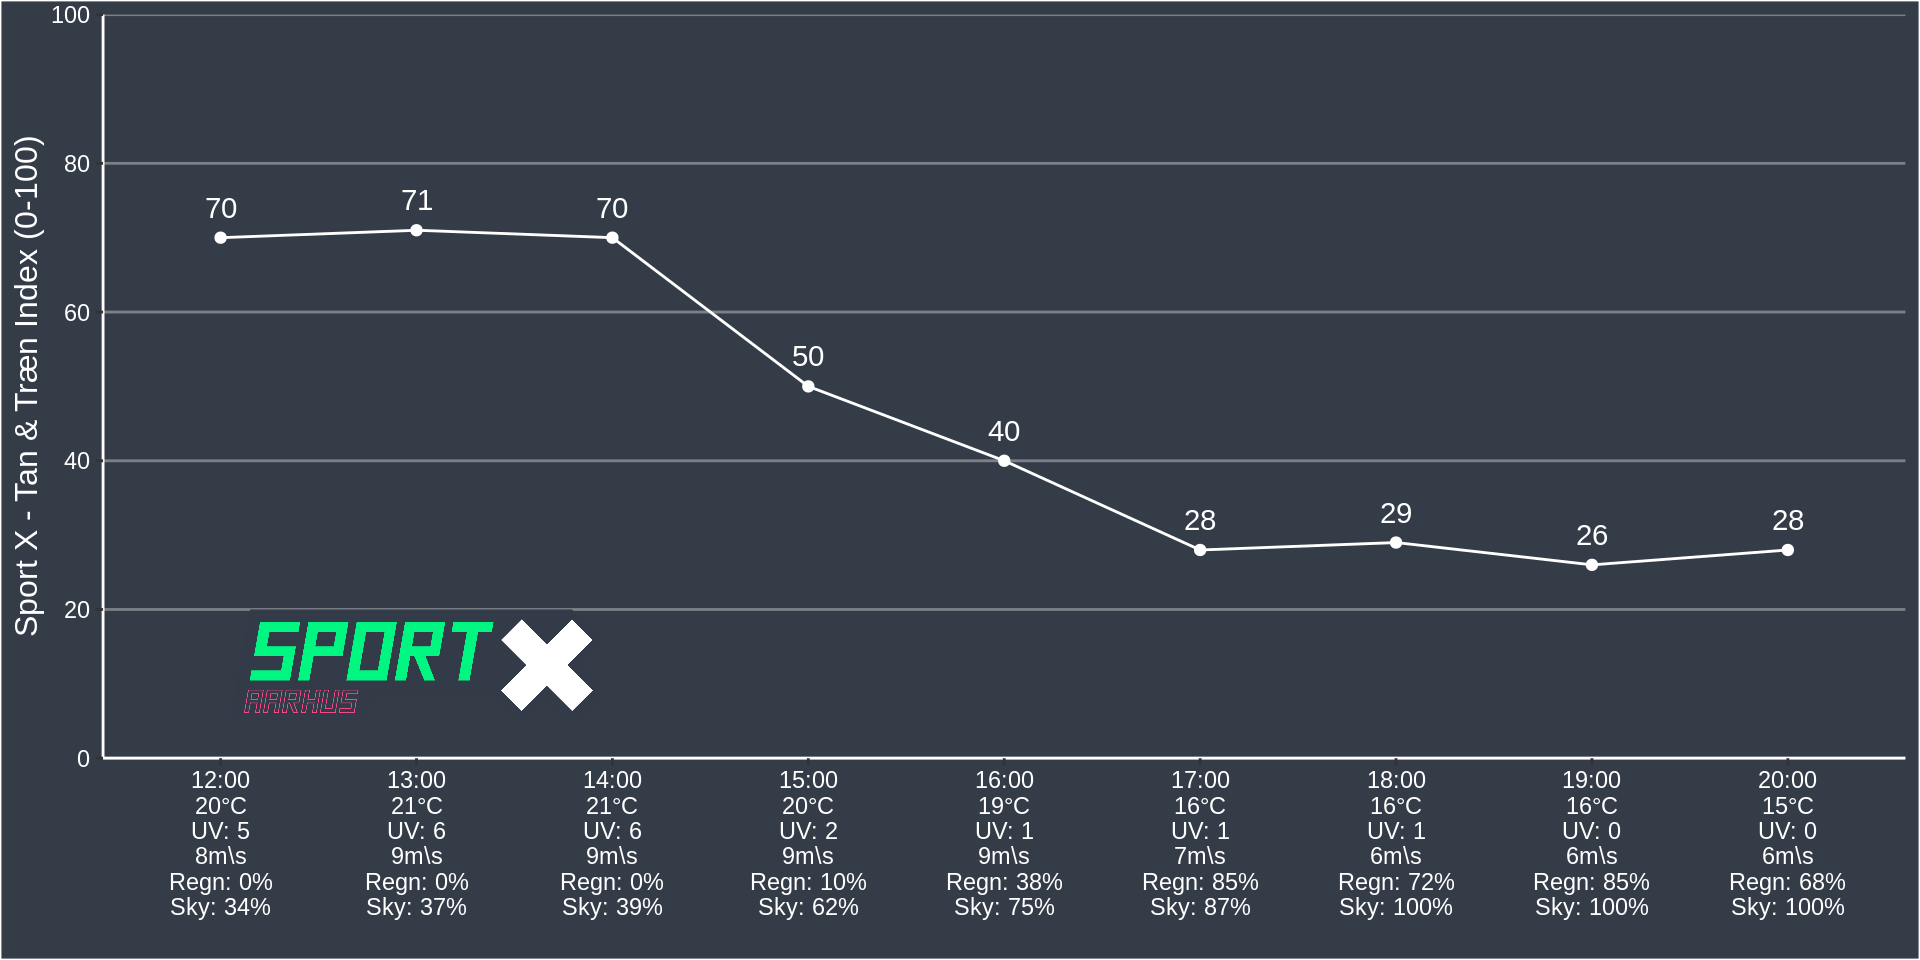 Sport X - Tan & Træn Index (0-100)
100
80
60
40
20
0
70
71
70
50
40
28
29
26
28
SPORT X
AARHUS
12:00 13:00 14:00 15:00 16:00 17:00 18:00 19:00 20:00
20°C 21°C 21°C 20°C 19°C 16°C 16°C 16°C 15°C
UV: 5 UV: 6 UV: 6 UV: 2 UV: 1 UV: 1 UV: 1 UV: 0 UV: 0
8m\s 9m\s 9m\s 9m\s 9m\s 7m\s 6m\s 6m\s 6m\s
Regn: 0% Regn: 0% Regn: 0% Regn: 10% Regn: 38% Regn: 85% Regn: 72% Regn: 85% Regn: 68%
Sky: 34% Sky: 37% Sky: 39% Sky: 62% Sky: 75% Sky: 87% Sky: 100% Sky: 100% Sky: 100%